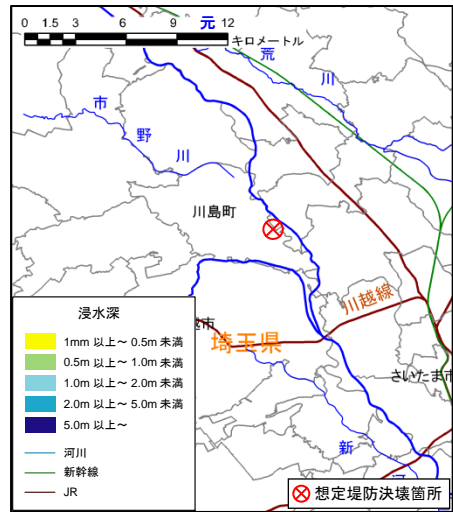 0 1.5 3 6 9 12
キロメートル
元
荒
川
市
野
川
川島町
川越線
越市
埼玉県
さいたま市
新
浸水深
1mm 以上～ 0.5m 未満
0.5m 以上～ 1.0m 未満
1.0m 以上～ 2.0m 未満
2.0m 以上～ 5.0m 未満
5.0m 以上～
河川
新幹線
JR
想定堤防決壊箇所